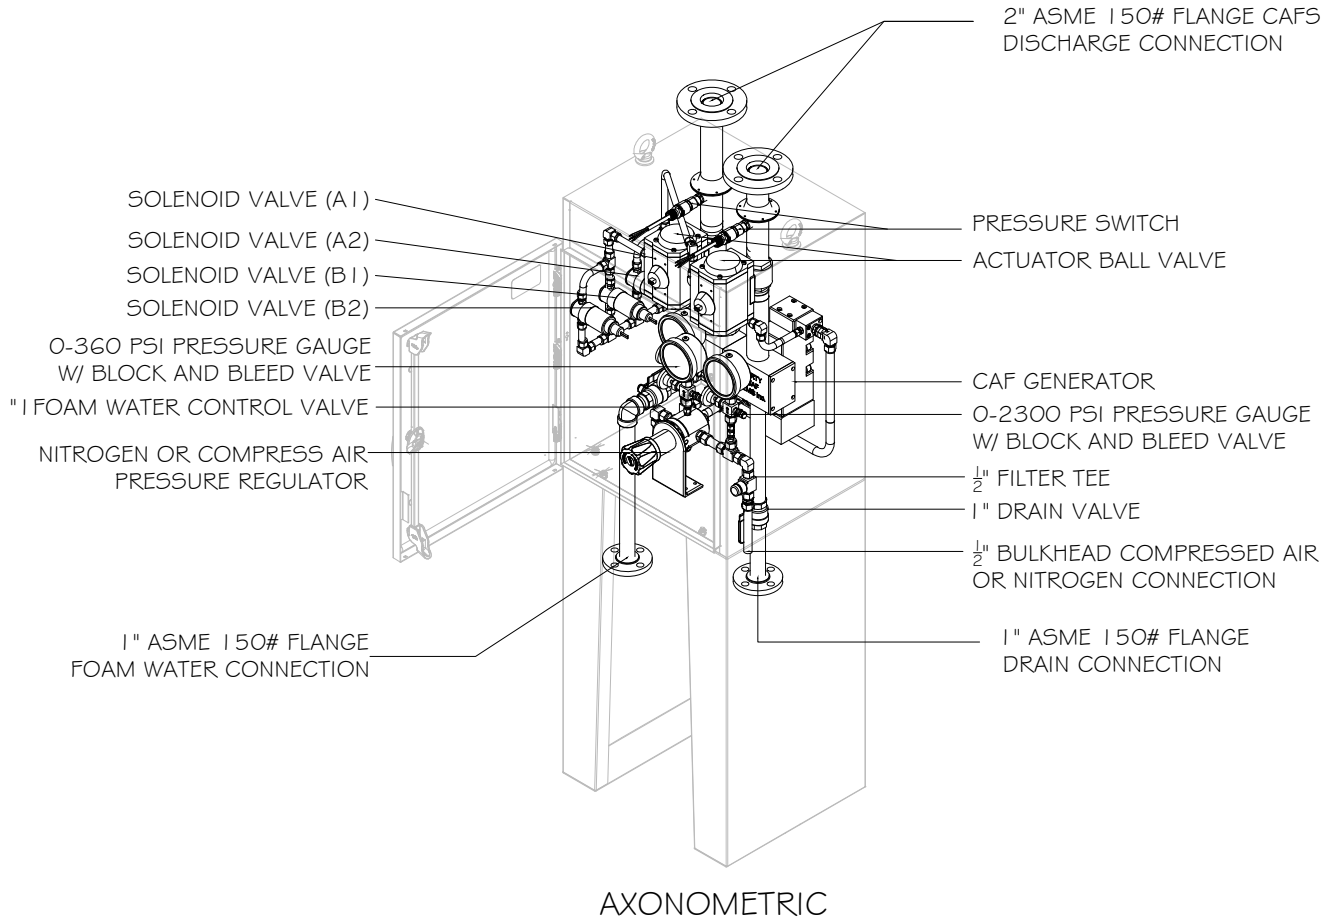 2" ASME 150# FLANGE CAFS
DISCHARGE CONNECTION
SOLENOID VALVE (A1)
SOLENOID VALVE (A2)
SOLENOID VALVE (B1)
SOLENOID VALVE (B2)
0-360 PSI PRESSURE GAUGE
W/ BLOCK AND BLEED VALVE
"1FOAM WATER CONTROL VALVE
NITROGEN OR COMPRESS AIR
PRESSURE REGULATOR
1" ASME 150# FLANGE
FOAM WATER CONNECTION
PRESSURE SWITCH
ACTUATOR BALL VALVE
CAF GENERATOR
0-2300 PSI PRESSURE GAUGE
W/ BLOCK AND BLEED VALVE
1/2" FILTER TEE
1" DRAIN VALVE
1/2" BULKHEAD COMPRESSED AIR
OR NITROGEN CONNECTION
1" ASME 150# FLANGE
DRAIN CONNECTION
AXONOMETRIC